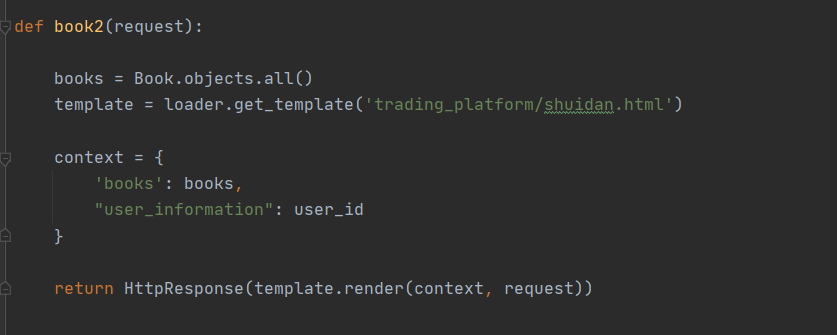 def book2(request):
books = Book.objects.all()
template = loader.get_template('trading_platform/shuidan.html')
context = {
'books': books,
"user_information": user_id
}
return HttpResponse(template.render(context, request))